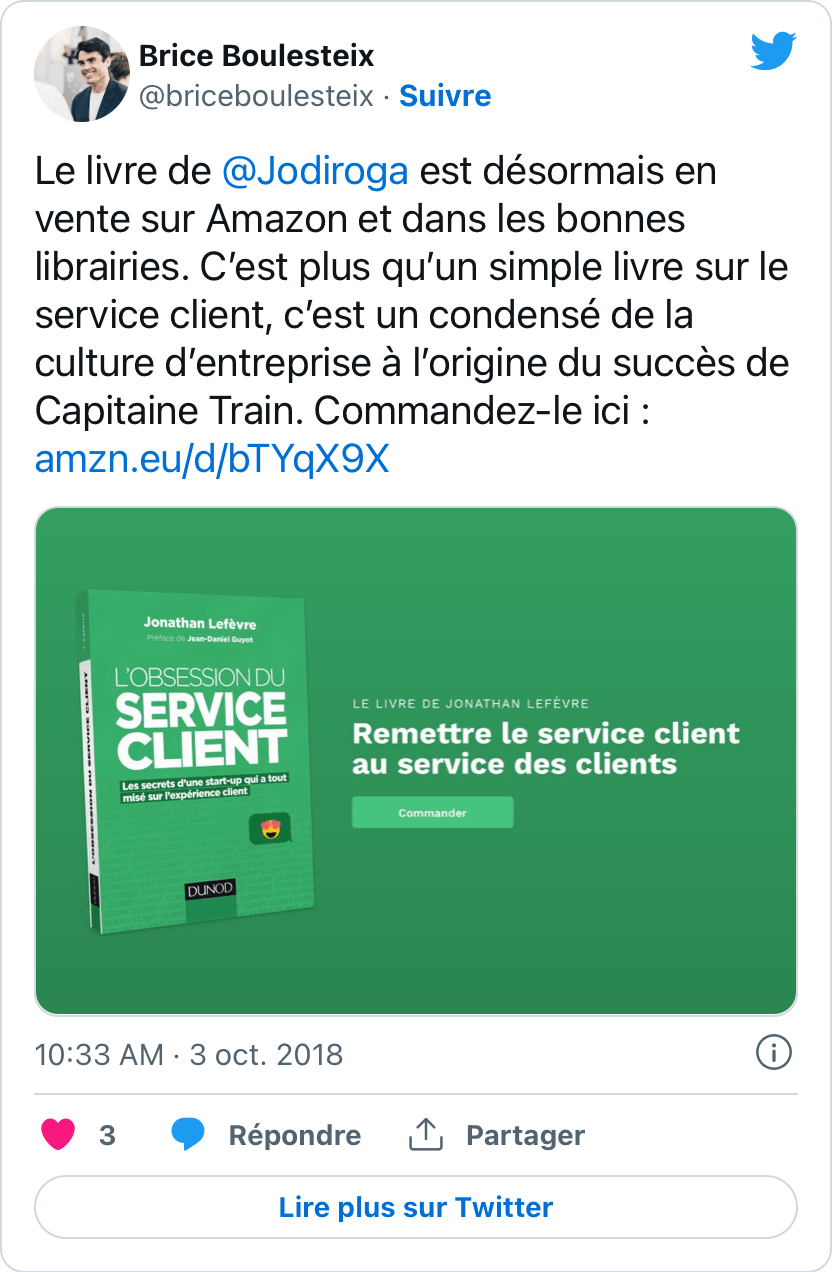 Brice Boulesteix
@briceboulesteix · Suivre
Le livre de @Jodiroga est désormais en
vente sur Amazon et dans les bonnes
librairies. C’est plus qu’un simple livre sur le
service client, c’est un condensé de la
culture d’entreprise à l’origine du succès de
Capitaine Train. Commandez-le ici :
amzn.eu/d/bTYqX9X
Jonathan Lefèvre
Préface de Jean-Daniel Guyot
L'OBSESSION DU
SERVICE
CLIENT
Les secrets d'une start-up qui a tout
misé sur l'expérience client
DUNOD
J. Lefèvre
L'OBSESSION DU SERVICE CLIENT
DUNOD
LE LIVRE DE JONATHAN LEFÈVRE
Remettre le service client
au service des clients
Commander
10:33 AM · 3 oct. 2018
3 Répondre Partager
Lire plus sur Twitter